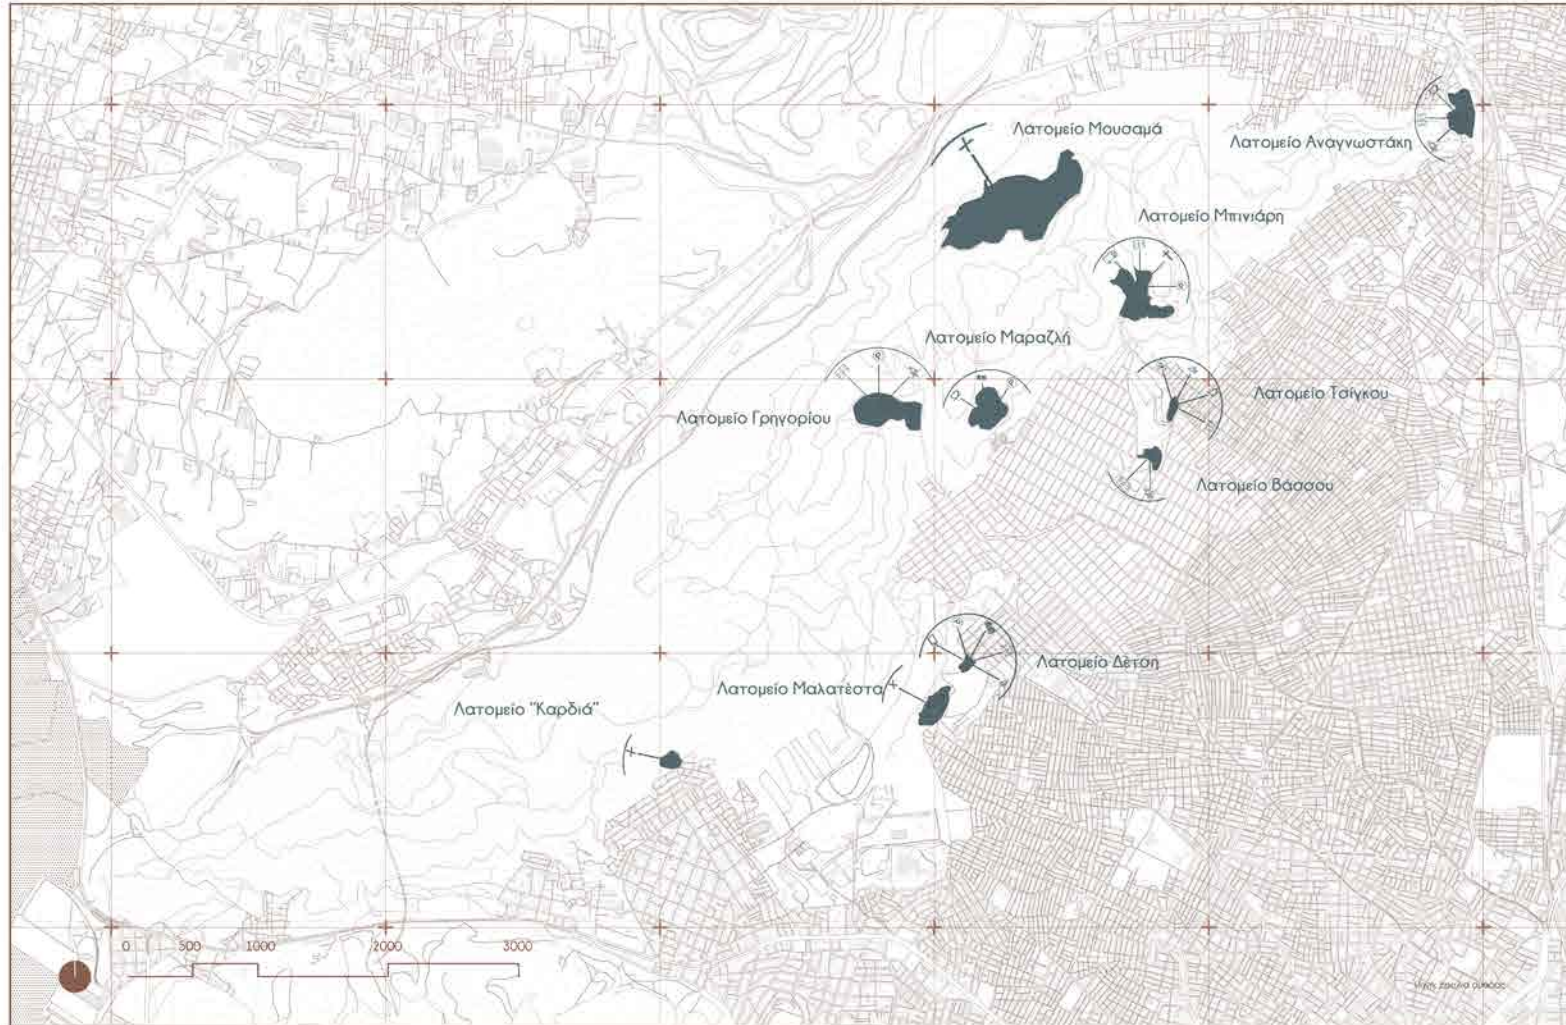 Λατομείο Μουσαμά
Λατομείο Αναγνωστάκη
Λατομείο Μπινιάρη
Λατομείο Μαραζλή
Λατομείο Τσίγκου
Λατομείο Γρηγορίου
Λατομείο Βάσσου
Λατομείο Δέτση
Λατομείο Μαλατέστα
Λατομείο "Καρδιά"
0 500 1000 2000 3000